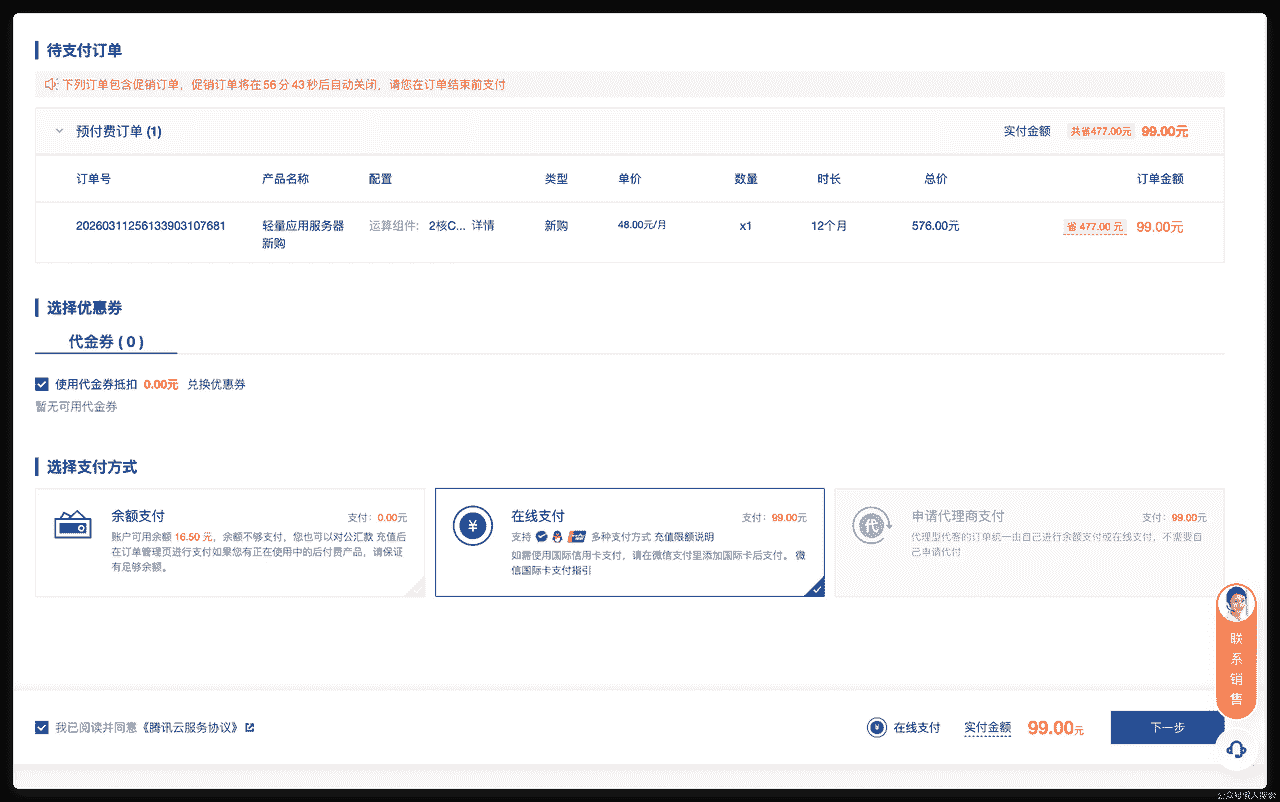 待支付订单
下列订单包含促销订单，促销订单将在56分43秒后自动关闭，请您在订单结束前支付
预付费订单 (1)
实付金额 共省477.00元 99.00元
订单号 产品名称 配置 类型 单价 数量 时长 总价 订单金额
20260311256133903107681 轻量应用服务器 运算组件： 2核C... 详情 新购 48.00元/月 x1 12个月 576.00元 省 477.00 元 99.00元
新购
选择优惠券
代金券 ( 0 )
使用代金券抵扣 0.00元 兑换优惠券
暂无可用代金券
选择支付方式
余额支付 支付：0.00元
账户可用余额 16.50 元，余额不够支付，您也可以对公汇款 充值后
在订单管理页进行支付如果您有正在使用中的后付费产品，请保证
有足够余额。
在线支付 支付：99.00元
支持 多种支付方式 充值限额说明
如需使用国际信用卡支付，请在微信支付里添加国际卡后支付。 微
信国际卡支付指引
申请代理商支付 支付：99.00元
代理型代客的订单
自己进行余额支付或在线支付，不需要自
己申请代付
联
系
销
售
我已阅读并同意《腾讯云服务协议》
在线支付 实付金额 99.00元 下一步